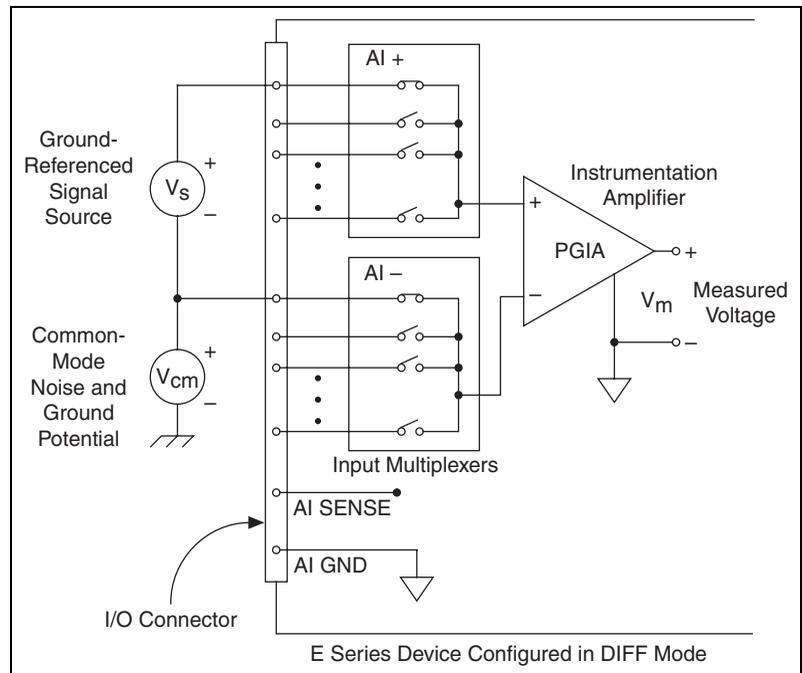 AI +
Ground-
Referenced
Signal
Source
+
Vs
–
Instrumentation
Amplifier
+
PGIA
–
+
Vm
Measured
Voltage
–
AI –
Common-
Mode
Noise and
Ground
Potential
+
Vcm
–
Input Multiplexers
AI SENSE
AI GND
I/O Connector
E Series Device Configured in DIFF Mode